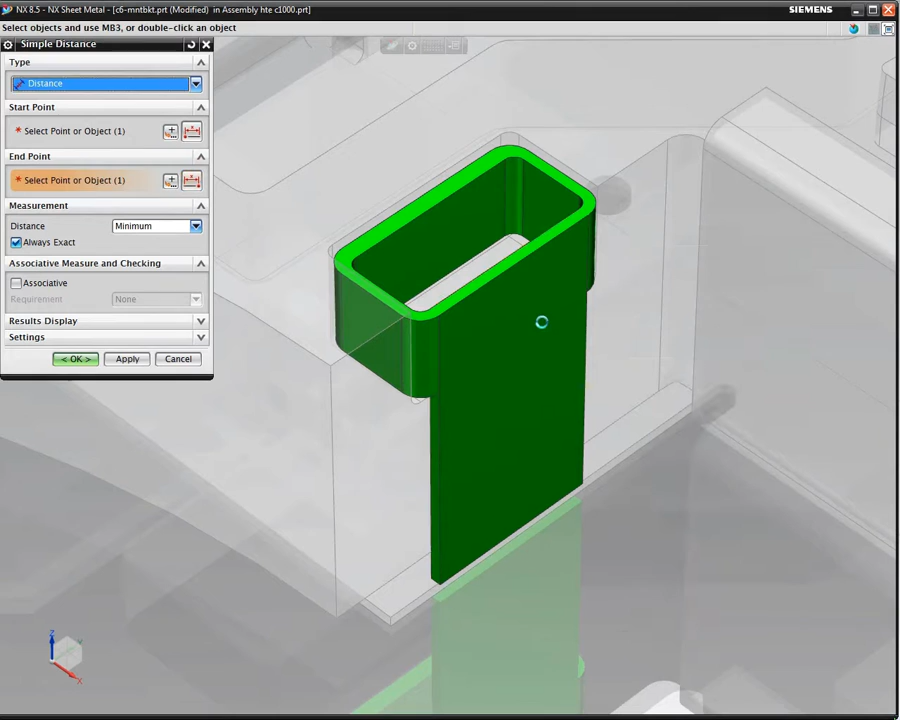 NX 8.5 - NX Sheet Metal - [c6-mntbkt.prt (Modified) in Assembly hte c1000.prt]
SIEMENS
Select objects and use MB3, or double-click an object
Simple Distance
Type
Distance
Start Point
* Select Point or Object (1)
End Point
* Select Point or Object (1)
Measurement
Distance
Minimum
Always Exact
Associative Measure and Checking
Associative
Requirement
None
Results Display
Settings
< OK >
Apply
Cancel
Z
Y
X